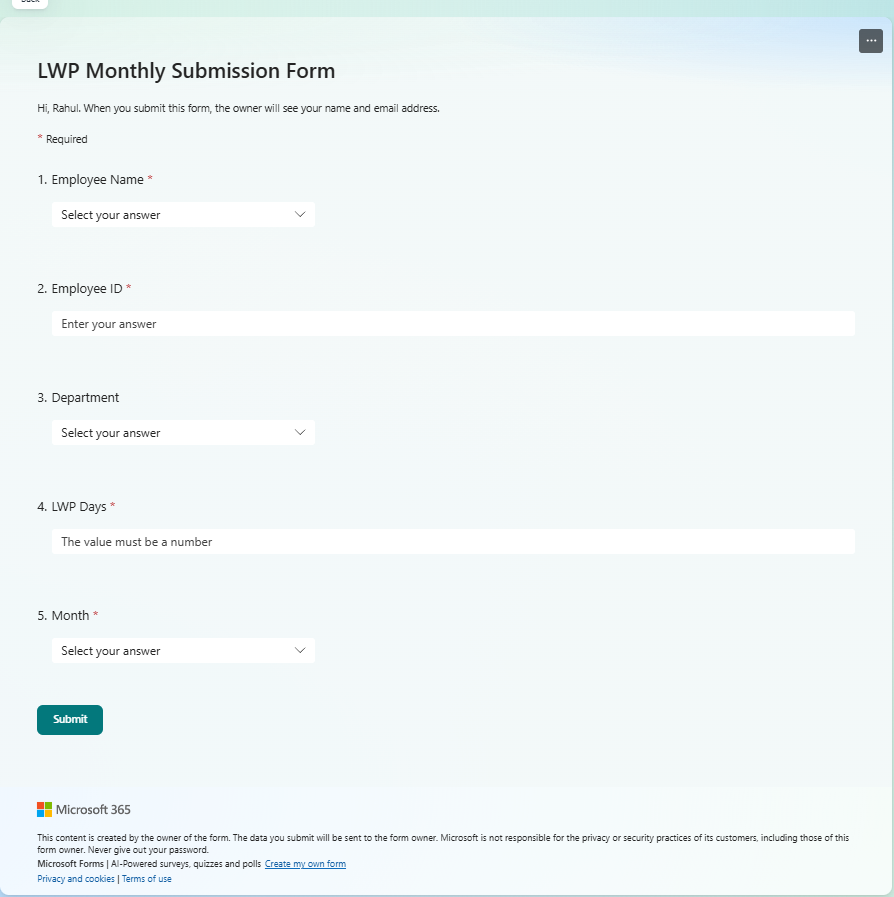 Back
LWP Monthly Submission Form
Hi, Rahul. When you submit this form, the owner will see your name and email address.
* Required
1. Employee Name *
Select your answer
2. Employee ID *
Enter your answer
3. Department
Select your answer
4. LWP Days *
The value must be a number
5. Month *
Select your answer
Submit
Microsoft 365
This content is created by the owner of the form. The data you submit will be sent to the form owner. Microsoft is not responsible for the privacy or security practices of its customers, including those of this
form owner. Never give out your password.
Microsoft Forms | AI-Powered surveys, quizzes and polls Create my own form
Privacy and cookies | Terms of use